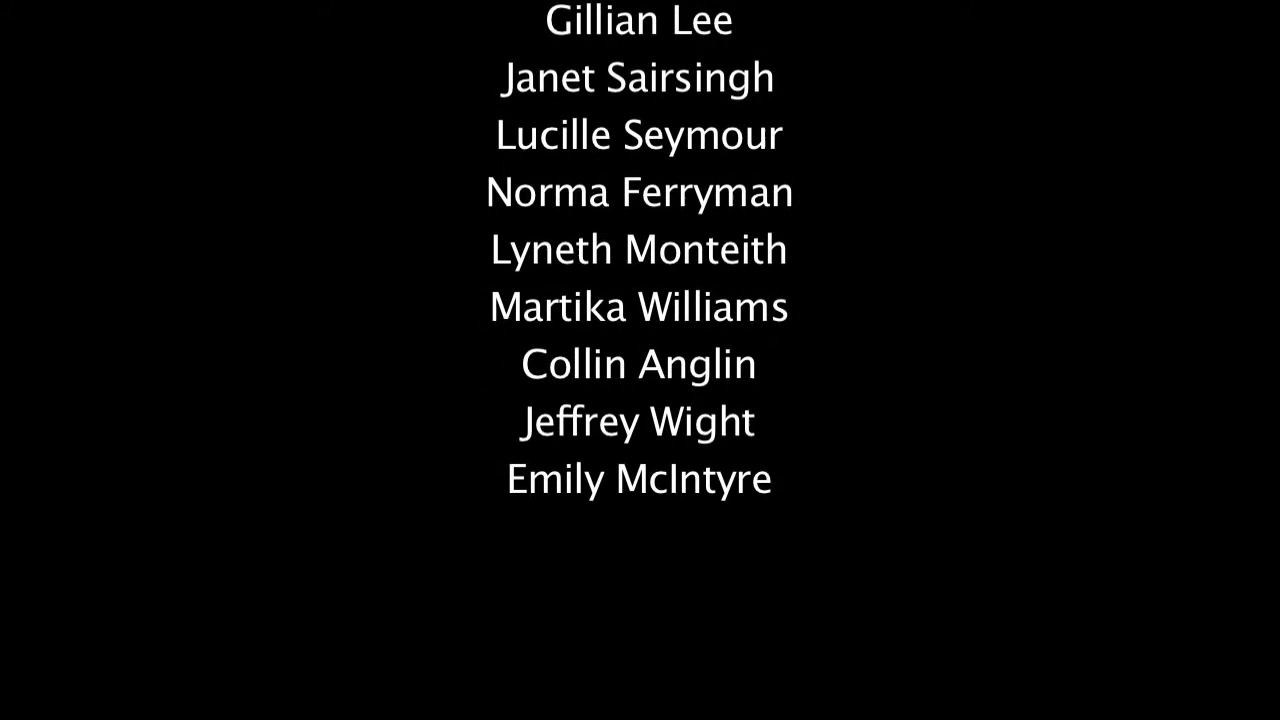 Gillian Lee
Janet Sairsingh
Lucille Seymour
Norma Ferryman
Lyneth Monteith
Martika Williams
Collin Anglin
Jeffrey Wight
Emily McIntyre